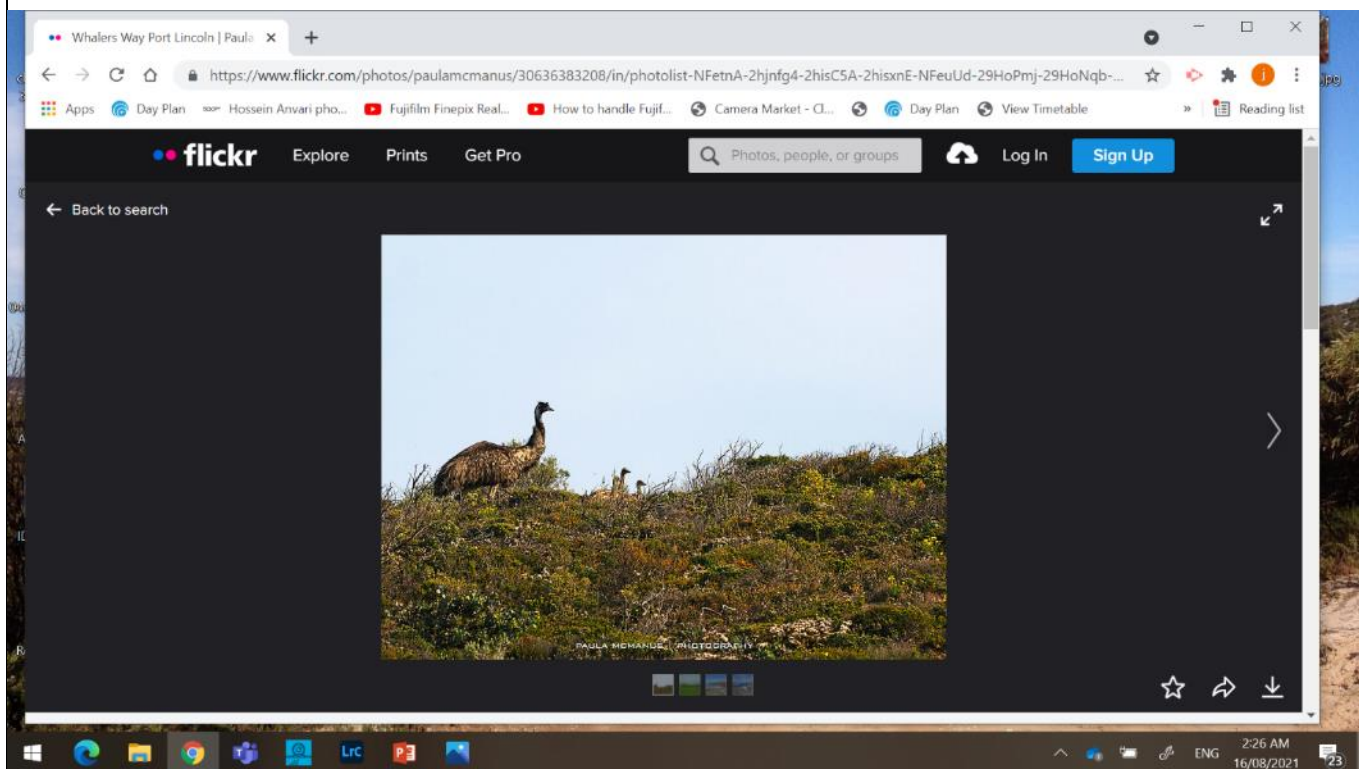 Whalers Way Port Lincoln | Paula
https://www.flickr.com/photos/paulamcmanus/30636383208/in/photolist-NFetnA-2hjnfg4-2hisC5A-2hisxnE-NFeuUd-29HoPmj-29HoNqb-...
Apps Day Plan Hossein Anvari pho... Fujifilm Finepix Real... How to handle Fujif... Camera Market - Cl... Day Plan View Timetable » Reading list
flickr Explore Prints Get Pro Photos, people, or groups Log In Sign Up
Back to search
PAULA MCMANUS | PHOTOGRAPHY
LrC ENG 2:26 AM
16/08/2021 23